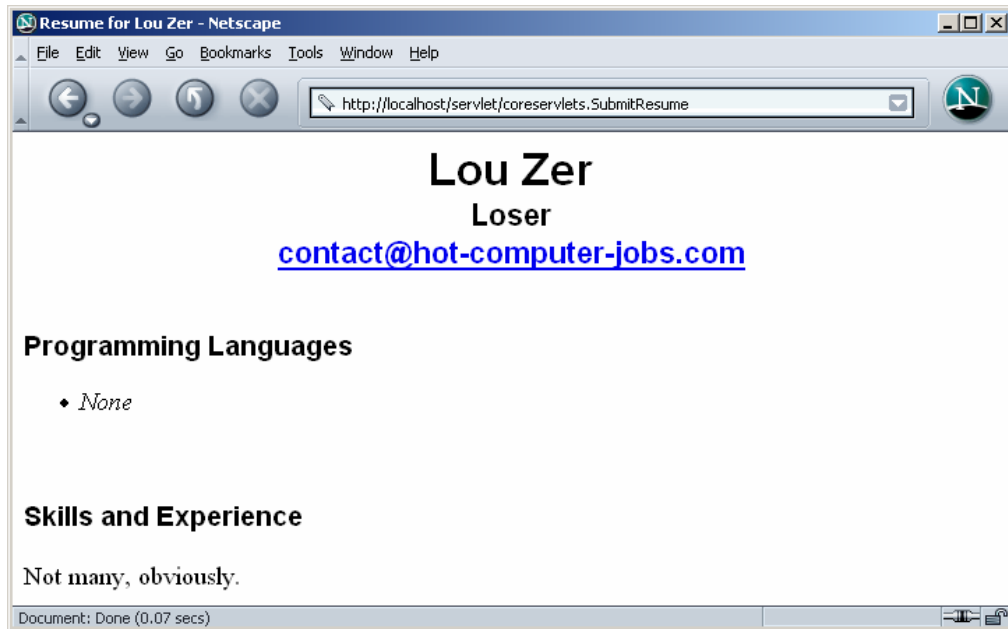 Resume for Lou Zer - Netscape
File Edit View Go Bookmarks Tools Window Help
http://localhost/servlet/coreservlets.SubmitResume
N
Lou Zer
Loser
contact@hot-computer-jobs.com
Programming Languages
• None
Skills and Experience
Not many, obviously.
Document: Done (0.07 secs)